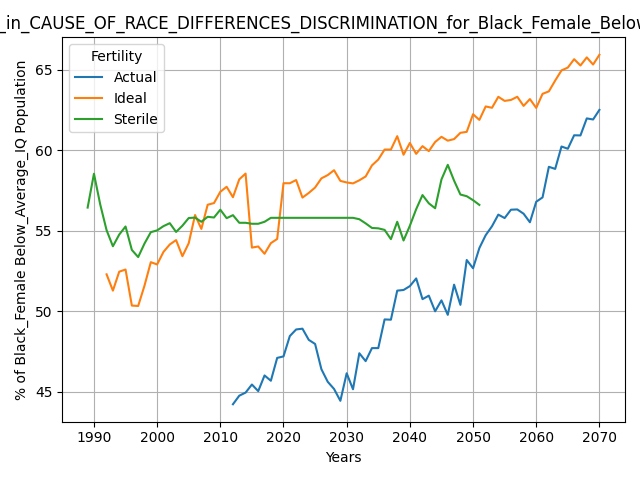 _in_CAUSE_OF_RACE_DIFFERENCES_DISCRIMINATION_for_Black_Female_Below
Fertility
Actual
Ideal
Sterile
% of Black_Female Below_Average_IQ Population
65
60
55
50
45
1990 2000 2010 2020 2030 2040 2050 2060 2070
Years